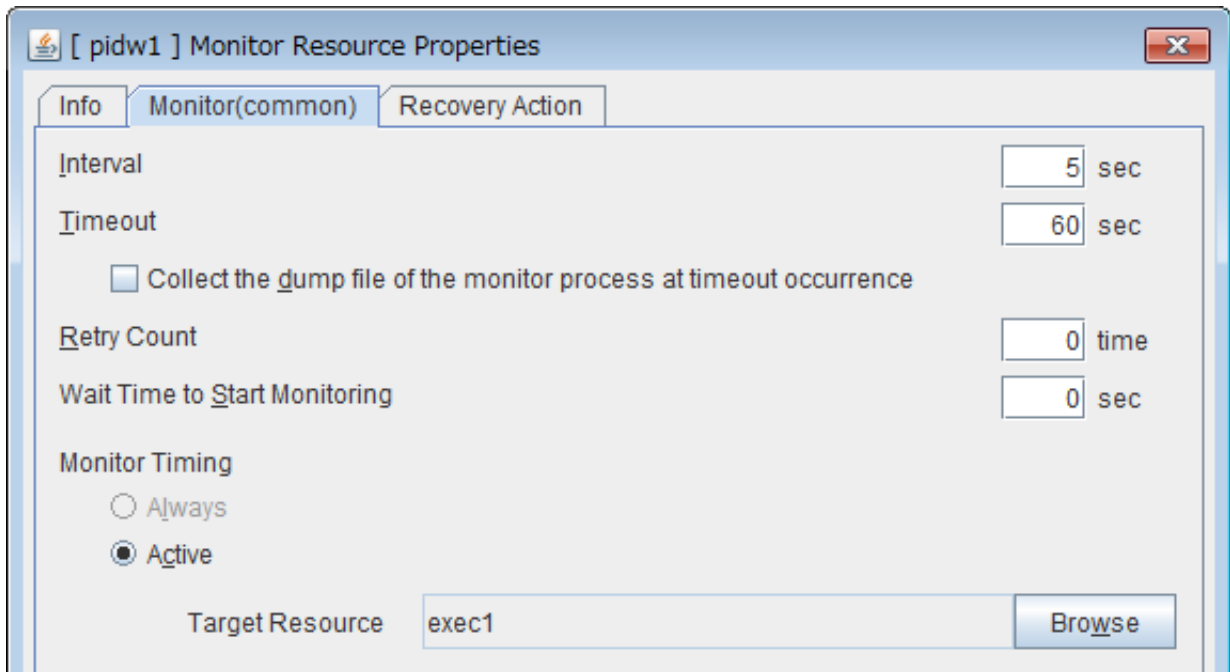 [ pidw1 ] Monitor Resource Properties
Info Monitor(common) Recovery Action
Interval 5 sec
Timeout 60 sec
Collect the dump file of the monitor process at timeout occurrence
Retry Count 0 time
Wait Time to Start Monitoring 0 sec
Monitor Timing
Always
Active
Target Resource exec1 Browse